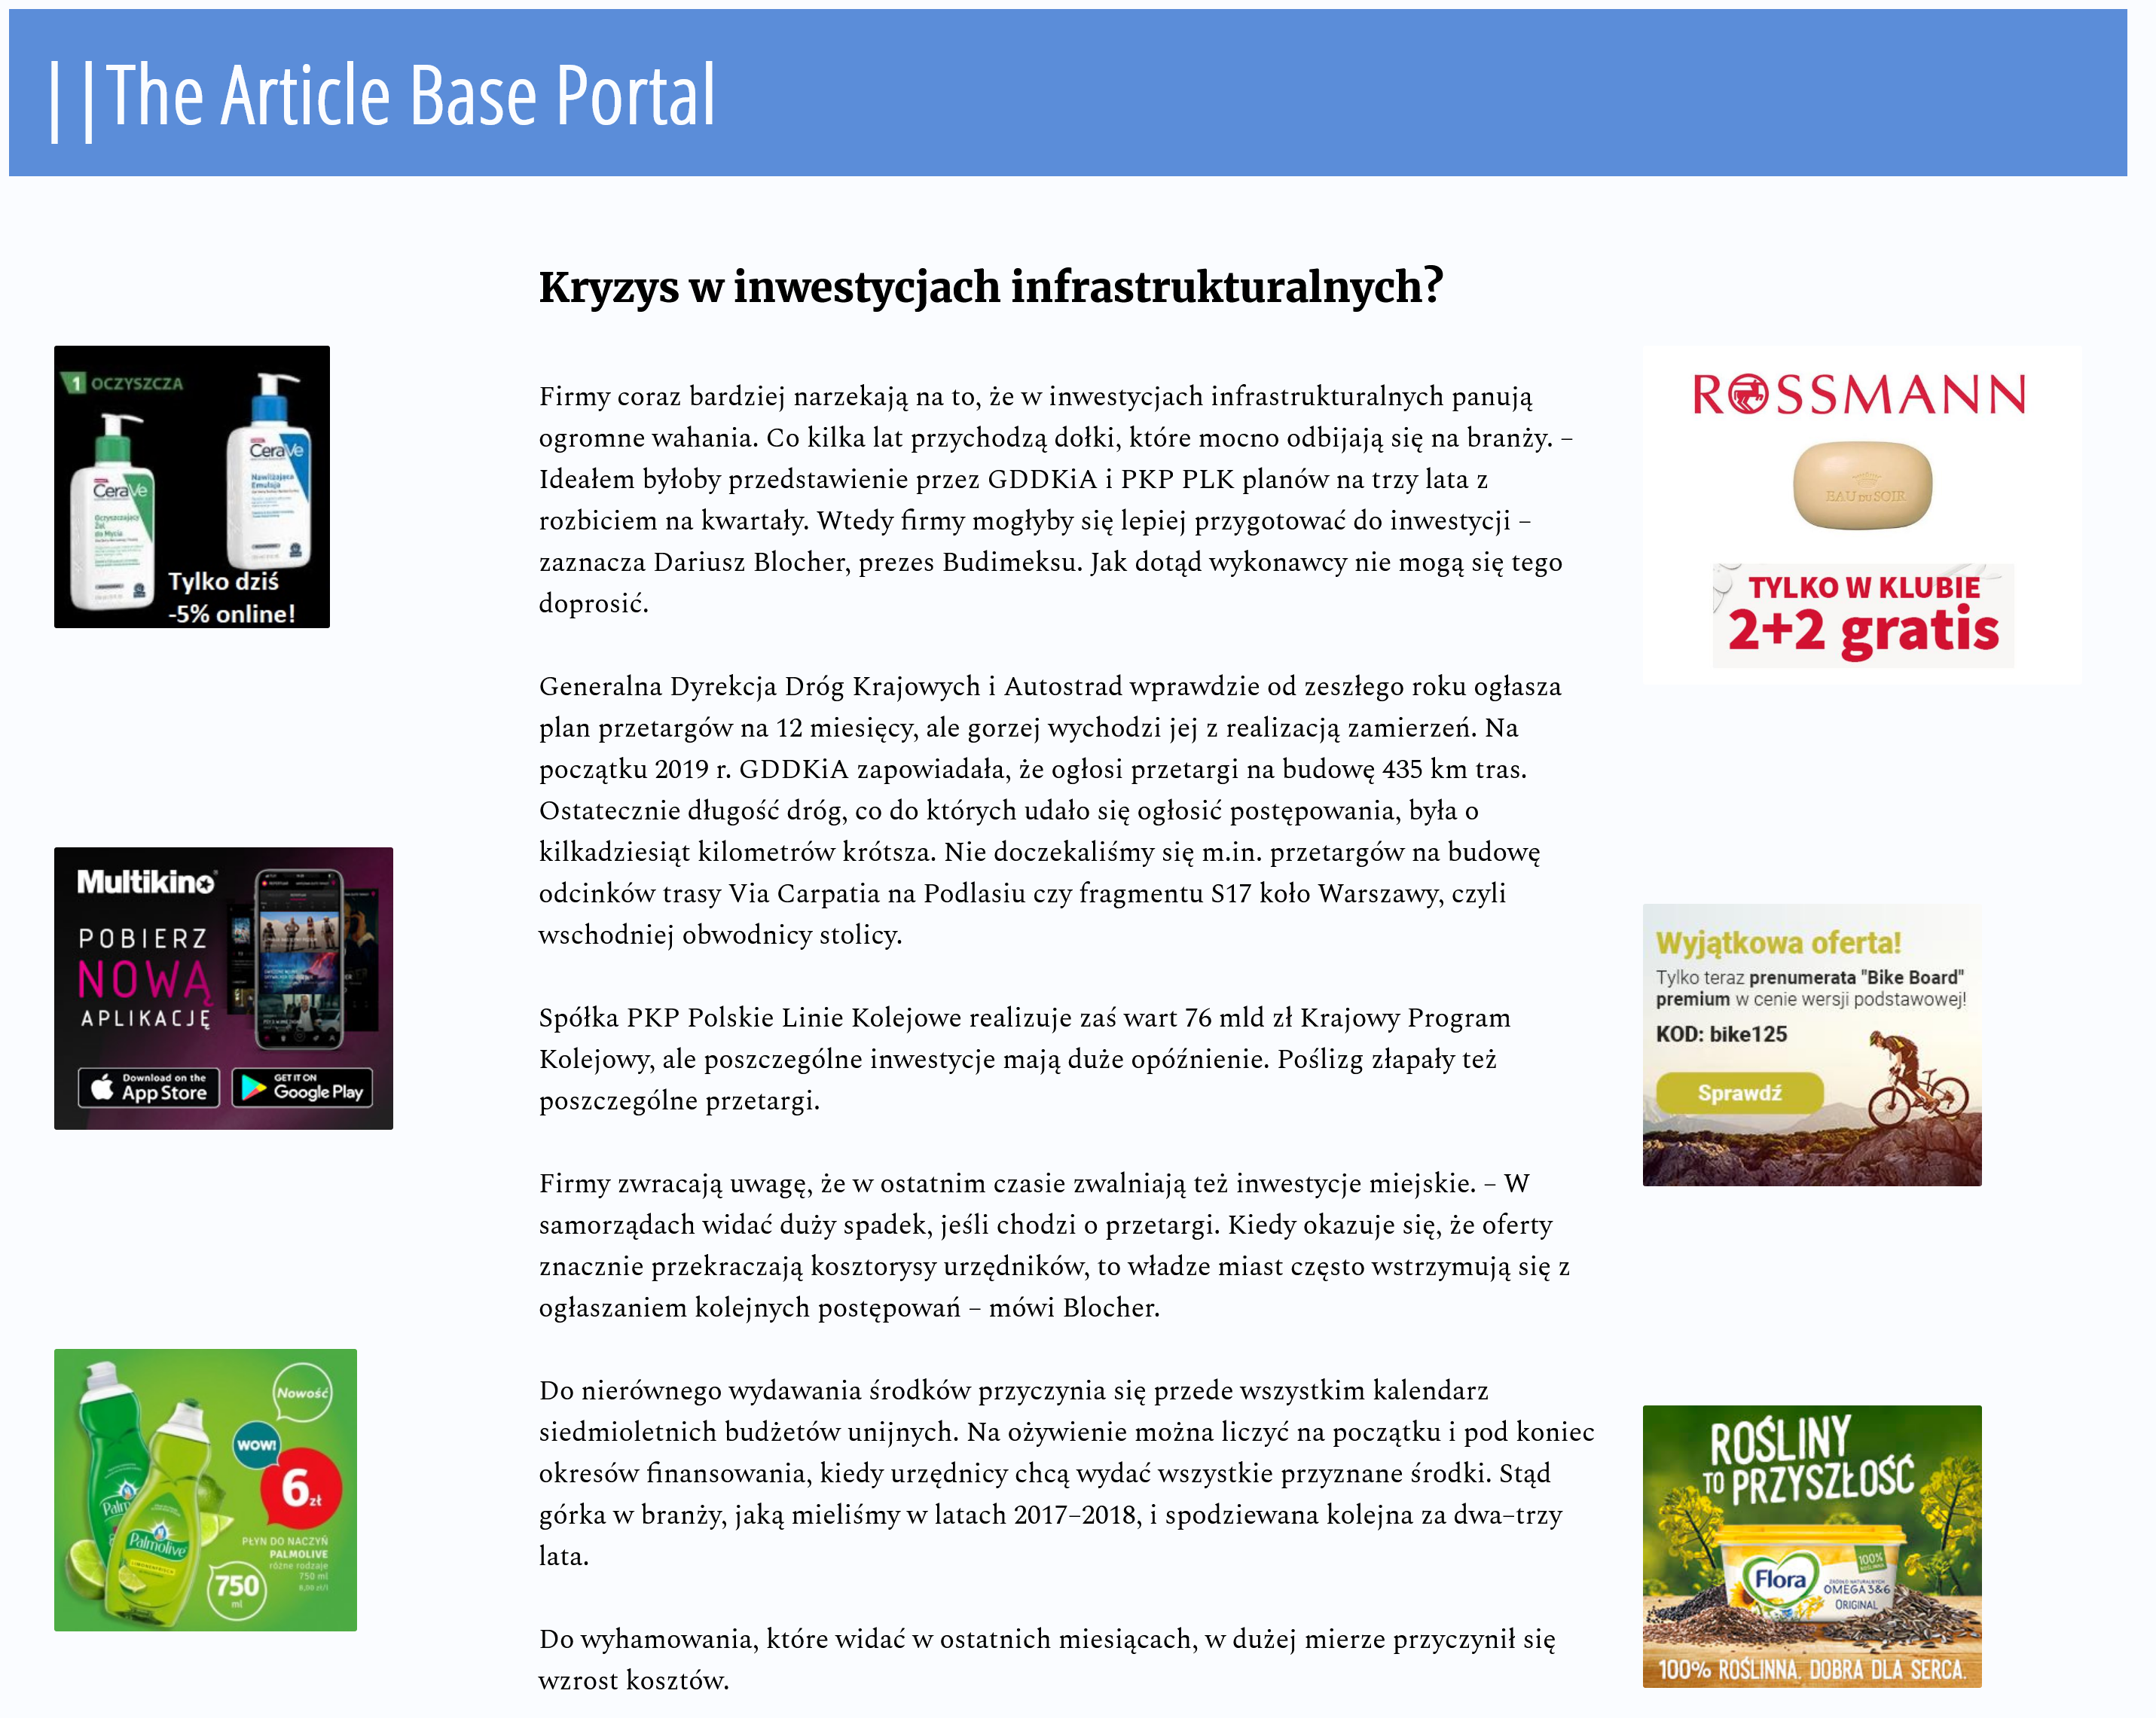 ||The Article Base Portal
Kryzys w inwestycjach infrastrukturalnych?
Firmy coraz bardziej narzekają na to, że w inwestycjach infrastrukturalnych panują
ogromne wahania. Co kilka lat przychodzą dołki, które mocno odbijają się na branży. –
Ideałem byłoby przedstawienie przez GDDKiA i PKP PLK planów na trzy lata z
rozbiciem na kwartały. Wtedy firmy mogłyby się lepiej przygotować do inwestycji –
zaznacza Dariusz Blocher, prezes Budimeksu. Jak dotąd wykonawcy nie mogą się tego
doprosić.
Generalna Dyrekcja Dróg Krajowych i Autostrad wprawdzie od zeszłego roku ogłasza
plan przetargów na 12 miesięcy, ale gorzej wychodzi jej z realizacją zamierzeń. Na
początku 2019 r. GDDKiA zapowiadała, że ogłosi przetargi na budowę 435 km tras.
Ostatecznie długość dróg, co do których udało się ogłosić postępowania, była o
kilkadziesiąt kilometrów krótsza. Nie doczekaliśmy się m.in. przetargów na budowę
odcinków trasy Via Carpatia na Podlasiu czy fragmentu S17 koło Warszawy, czyli
wschodniej obwodnicy stolicy.
Spółka PKP Polskie Linie Kolejowe realizuje zaś wart 76 mld zł Krajowy Program
Kolejowy, ale poszczególne inwestycje mają duże opóźnienie. Poślizg złapały też
poszczególne przetargi.
Firmy zwracają uwagę, że w ostatnim czasie zwalniają też inwestycje miejskie. – W
samorządach widać duży spadek, jeśli chodzi o przetargi. Kiedy okazuje się, że oferty
znacznie przekraczają kosztorysy urzędników, to władze miast często wstrzymują się z
ogłaszaniem kolejnych postępowań – mówi Blocher.
Do nierównego wydawania środków przyczynia się przede wszystkim kalendarz
siedmioletnich budżetów unijnych. Na ożywienie można liczyć na początku i pod koniec
okresów finansowania, kiedy urzędnicy chcą wydać wszystkie przyznane środki. Stąd
górka w branży, jaką mieliśmy w latach 2017–2018, i spodziewana kolejna za dwa–trzy
lata.
Do wyhamowania, które widać w ostatnich miesiącach, w dużej mierze przyczynił się
wzrost kosztów.
1 OCZYSZCZA
CeraVe
Nawilżająca
Emulsja
CeraVe
Oczyszczający
Żel
do Mycia
Tylko dziś
-5% online!
Multikino
POBIERZ
NOWĄ
APLIKACJĘ
Download on the
App Store
GET IT ON
Google Play
Nowość
WOW!
6 zł
Palmolive
PŁYN DO NACZYŃ
PALMOLIVE
różne rodzaje
750 ml
8,00 zł/l
750
ml
ROSSMANN
EAU DU SOIR
TYLKO W KLUBIE
2+2 gratis
Wyjątkowa oferta!
Tylko teraz prenumerata "Bike Board"
premium w cenie wersji podstawowej!
KOD: bike125
Sprawdź
ROŚLINY
TO PRZYSZŁOŚĆ
Flora
100%
ROŚLINNA
OMEGA 3&6
ORIGINAL
100% ROŚLINNA. DOBRA DLA SERCA.